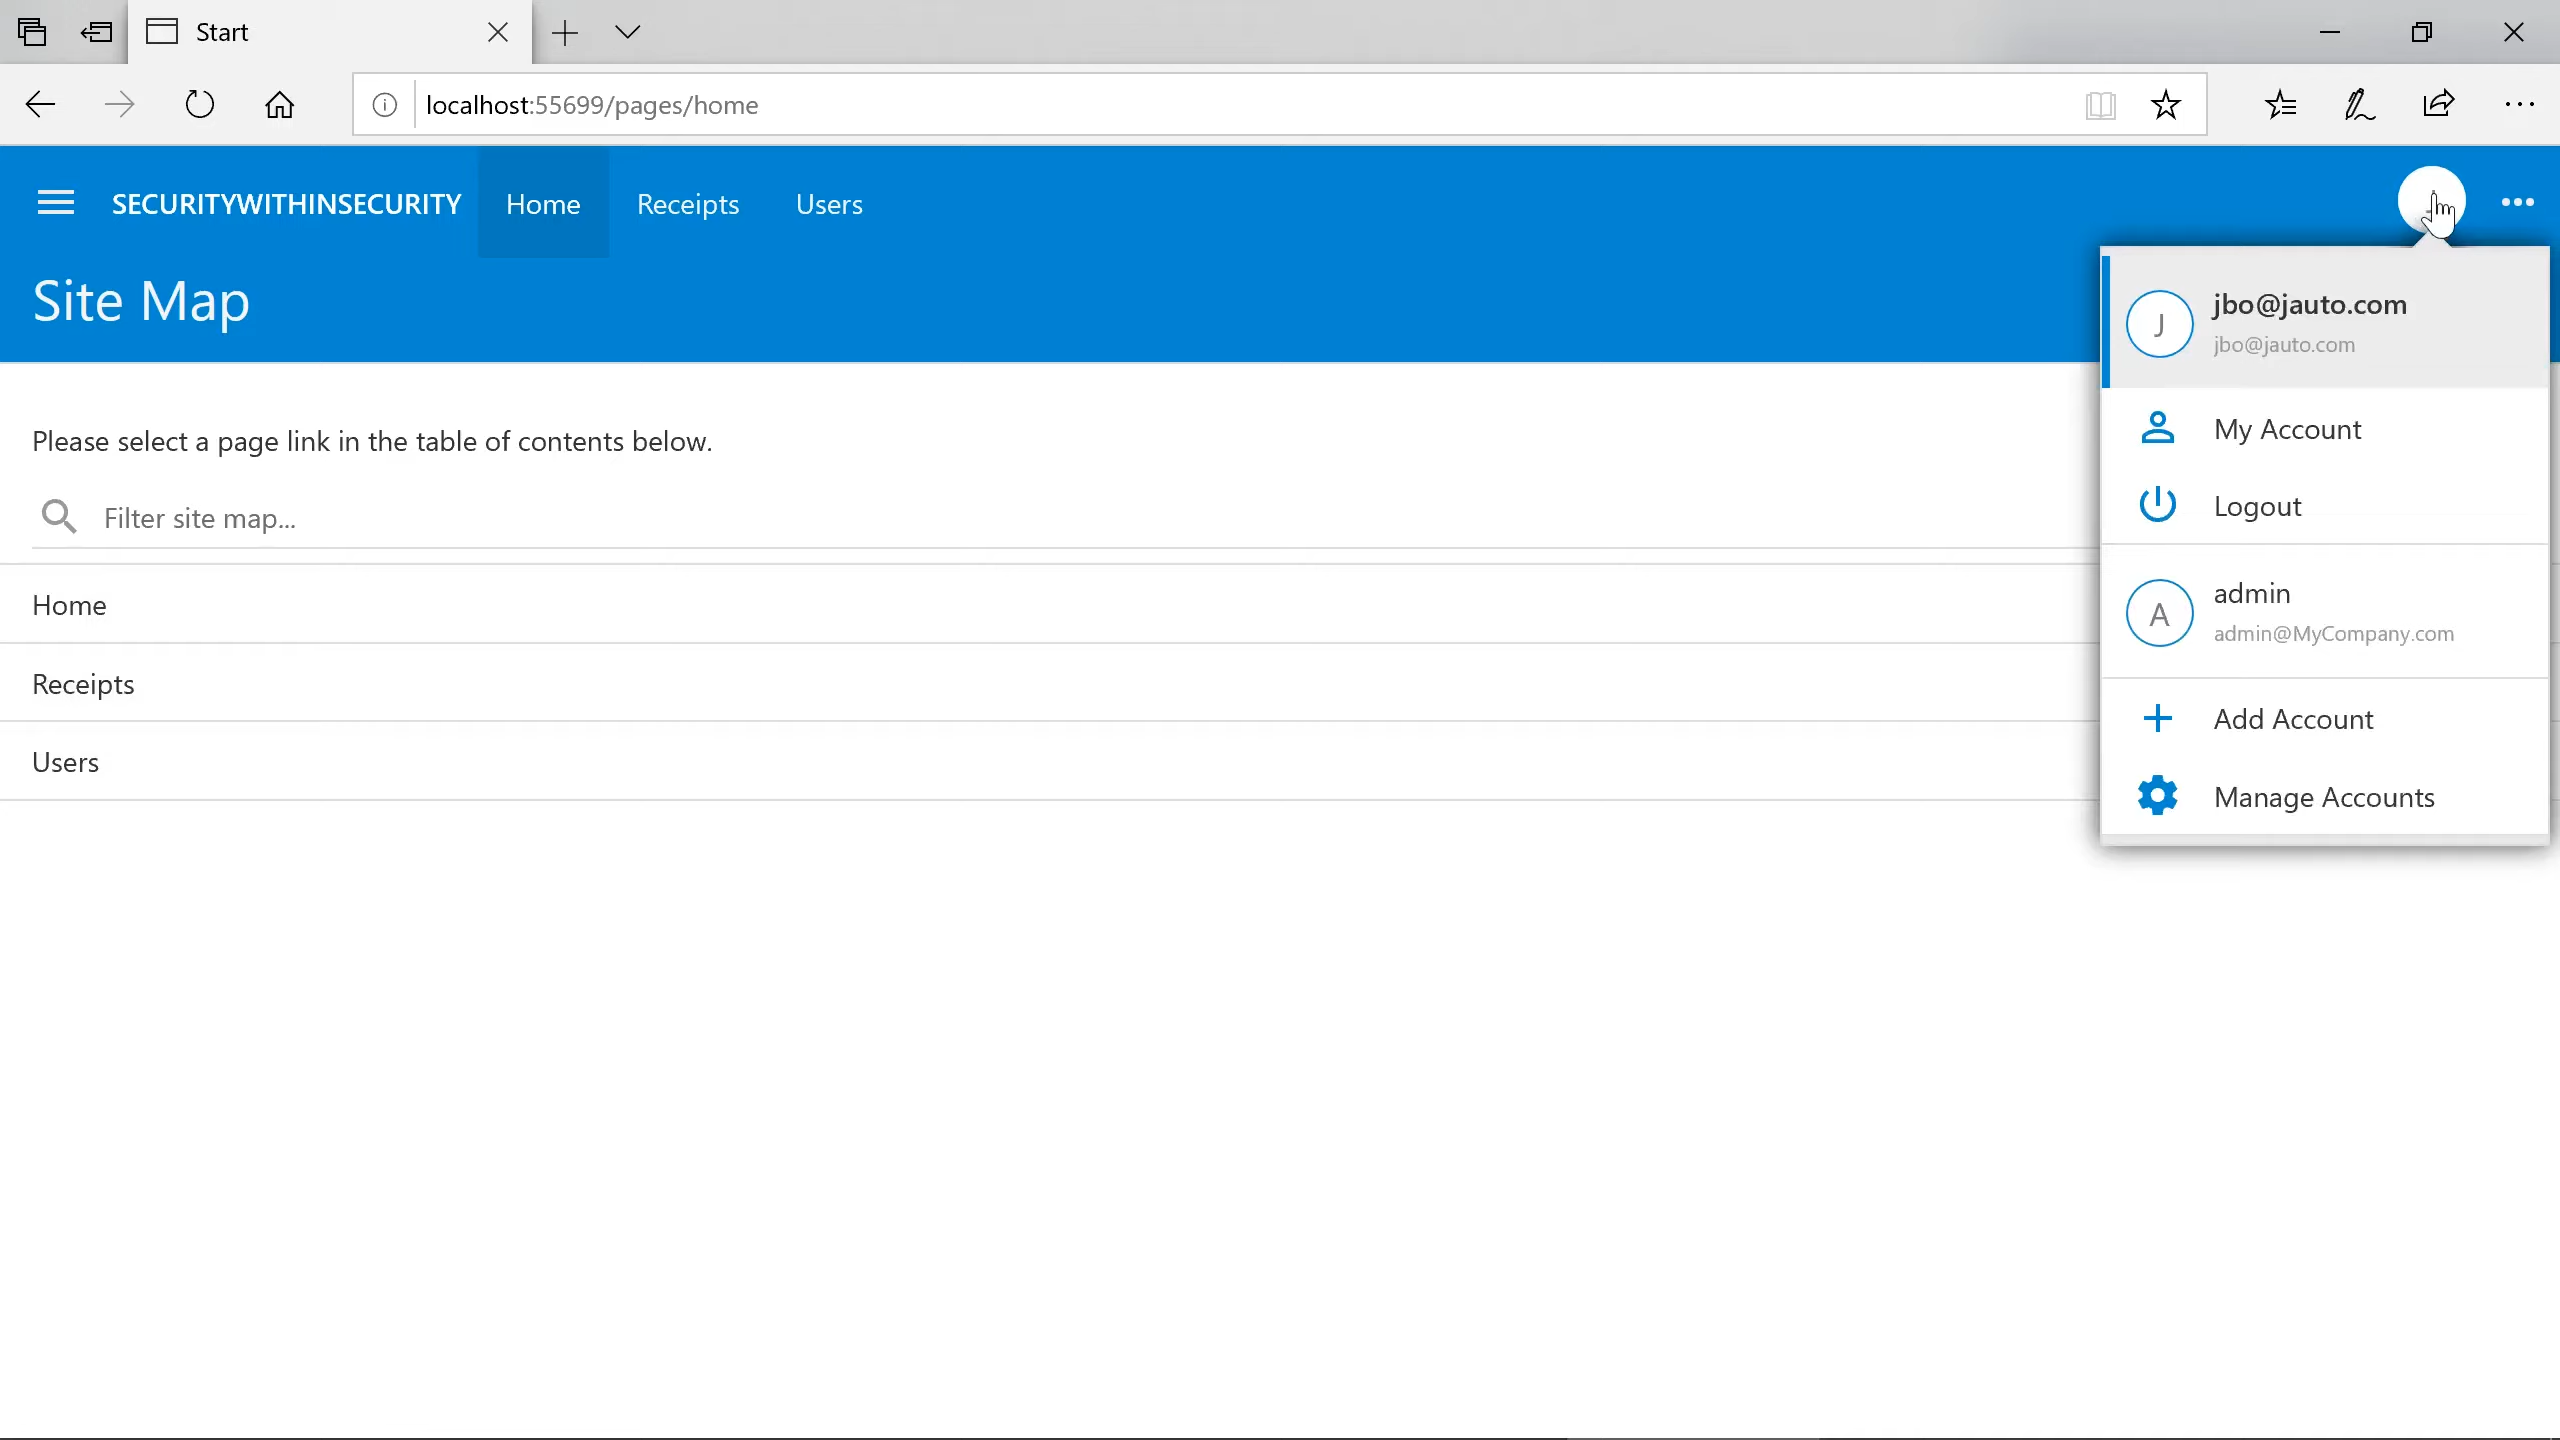 Start
localhost:55699/pages/home
SECURITYWITHINSECURITY Home Receipts Users
Site Map
Please select a page link in the table of contents below.
Filter site map...
Home
Receipts
Users
J
jbo@jauto.com
jbo@jauto.com
My Account
Logout
A
admin
admin@MyCompany.com
Add Account
Manage Accounts